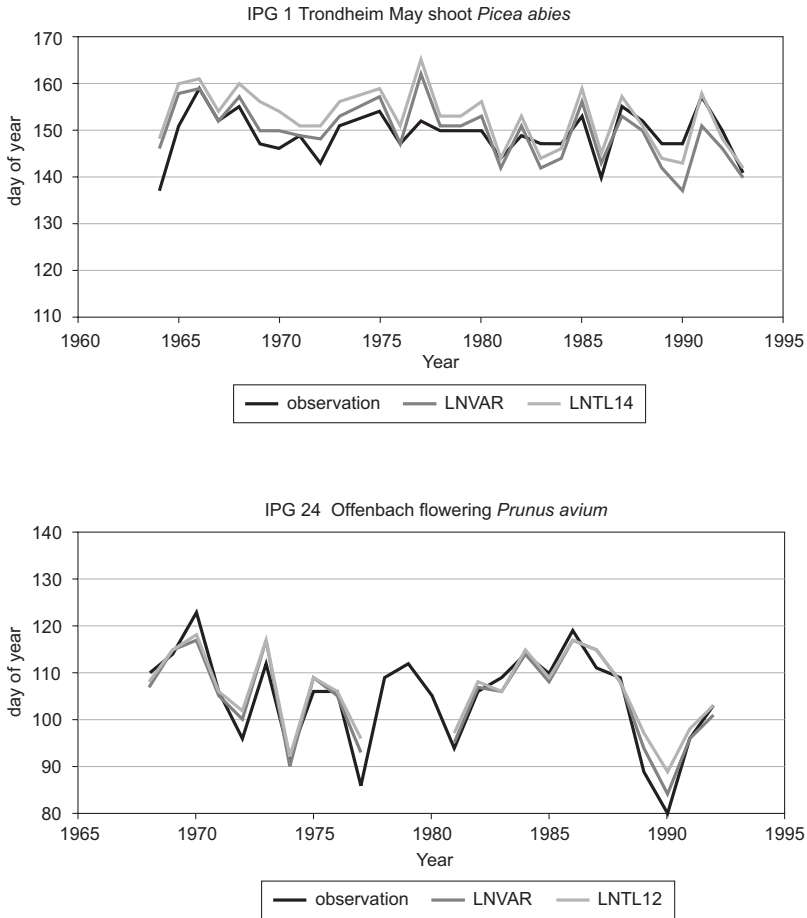 IPG 1 Trondheim May shoot Picea abies
170
160
150
140
130
120
110
day of year
1960 1965 1970 1975 1980 1985 1990 1995
Year
observation LNVAR LNTL14
IPG 24 Offenbach flowering Prunus avium
140
130
120
110
100
90
80
day of year
1965 1970 1975 1980 1985 1990 1995
Year
observation LNVAR LNTL12